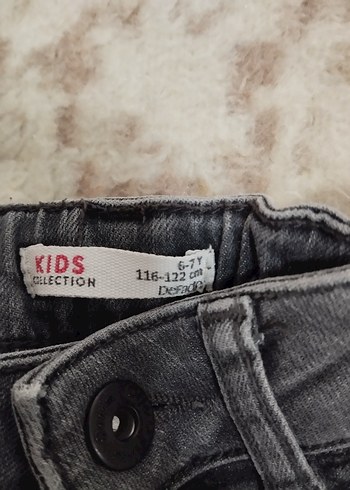 KIDS
COLLECTION
6-7 Y
116-122 cm
DeFacto